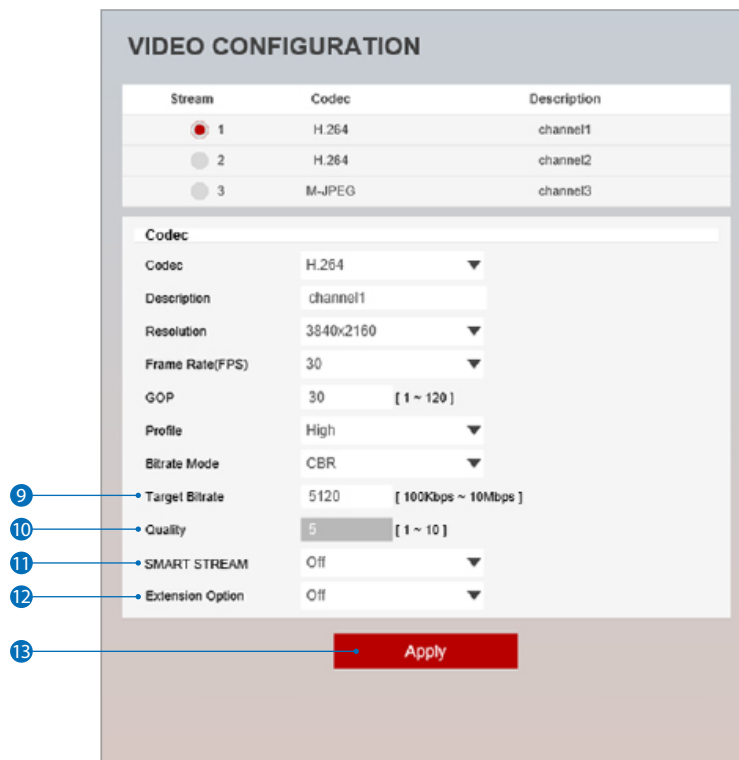 VIDEO CONFIGURATION
Stream Codec Description
1 H.264 channel1
2 H.264 channel2
3 M-JPEG channel3
Codec
Codec H.264
Description channel1
Resolution 3840x2160
Frame Rate(FPS) 30
GOP 30 [ 1 ~ 120 ]
Profile High
Bitrate Mode CBR
9 Target Bitrate 5120 [ 100Kbps ~ 10Mbps ]
10 Quality 5 [ 1 ~ 10 ]
11 SMART STREAM Off
12 Extension Option Off
13 Apply